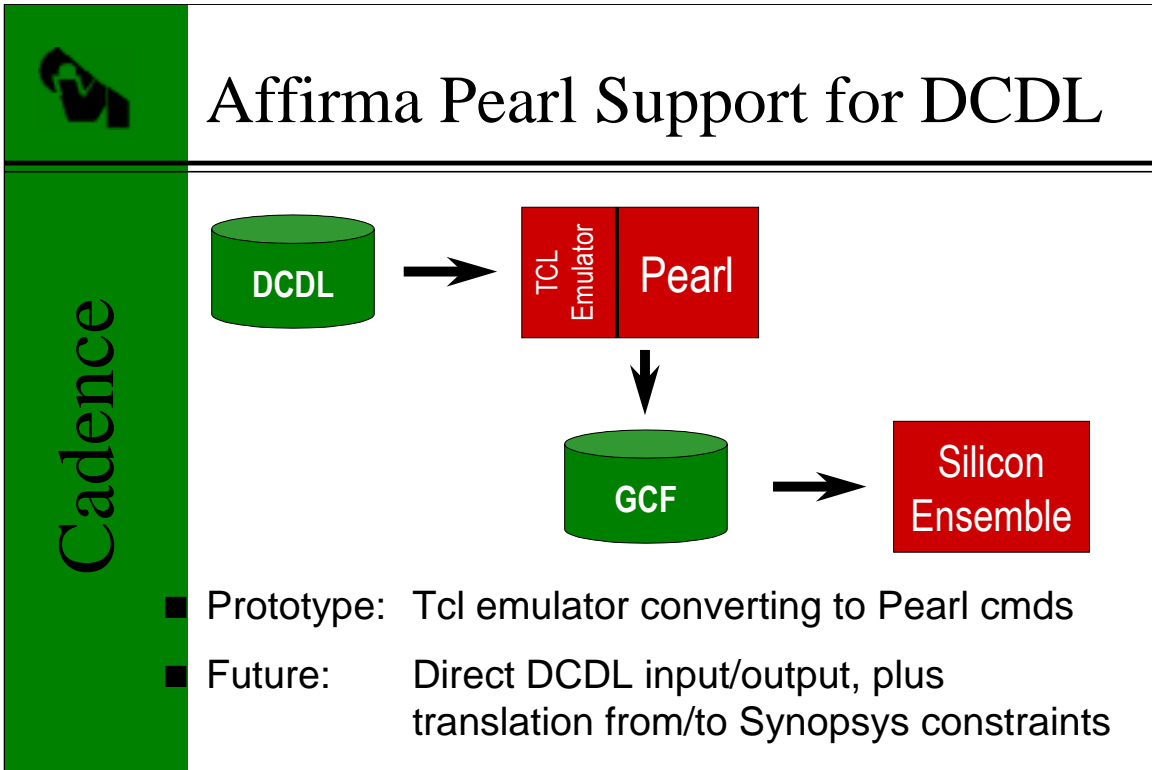 Affirma Pearl Support for DCDL
Cadence
DCDL
TCL
Emulator
Pearl
GCF
Silicon
Ensemble
Prototype: Tcl emulator converting to Pearl cmds
Future: Direct DCDL input/output, plus
translation from/to Synopsys constraints